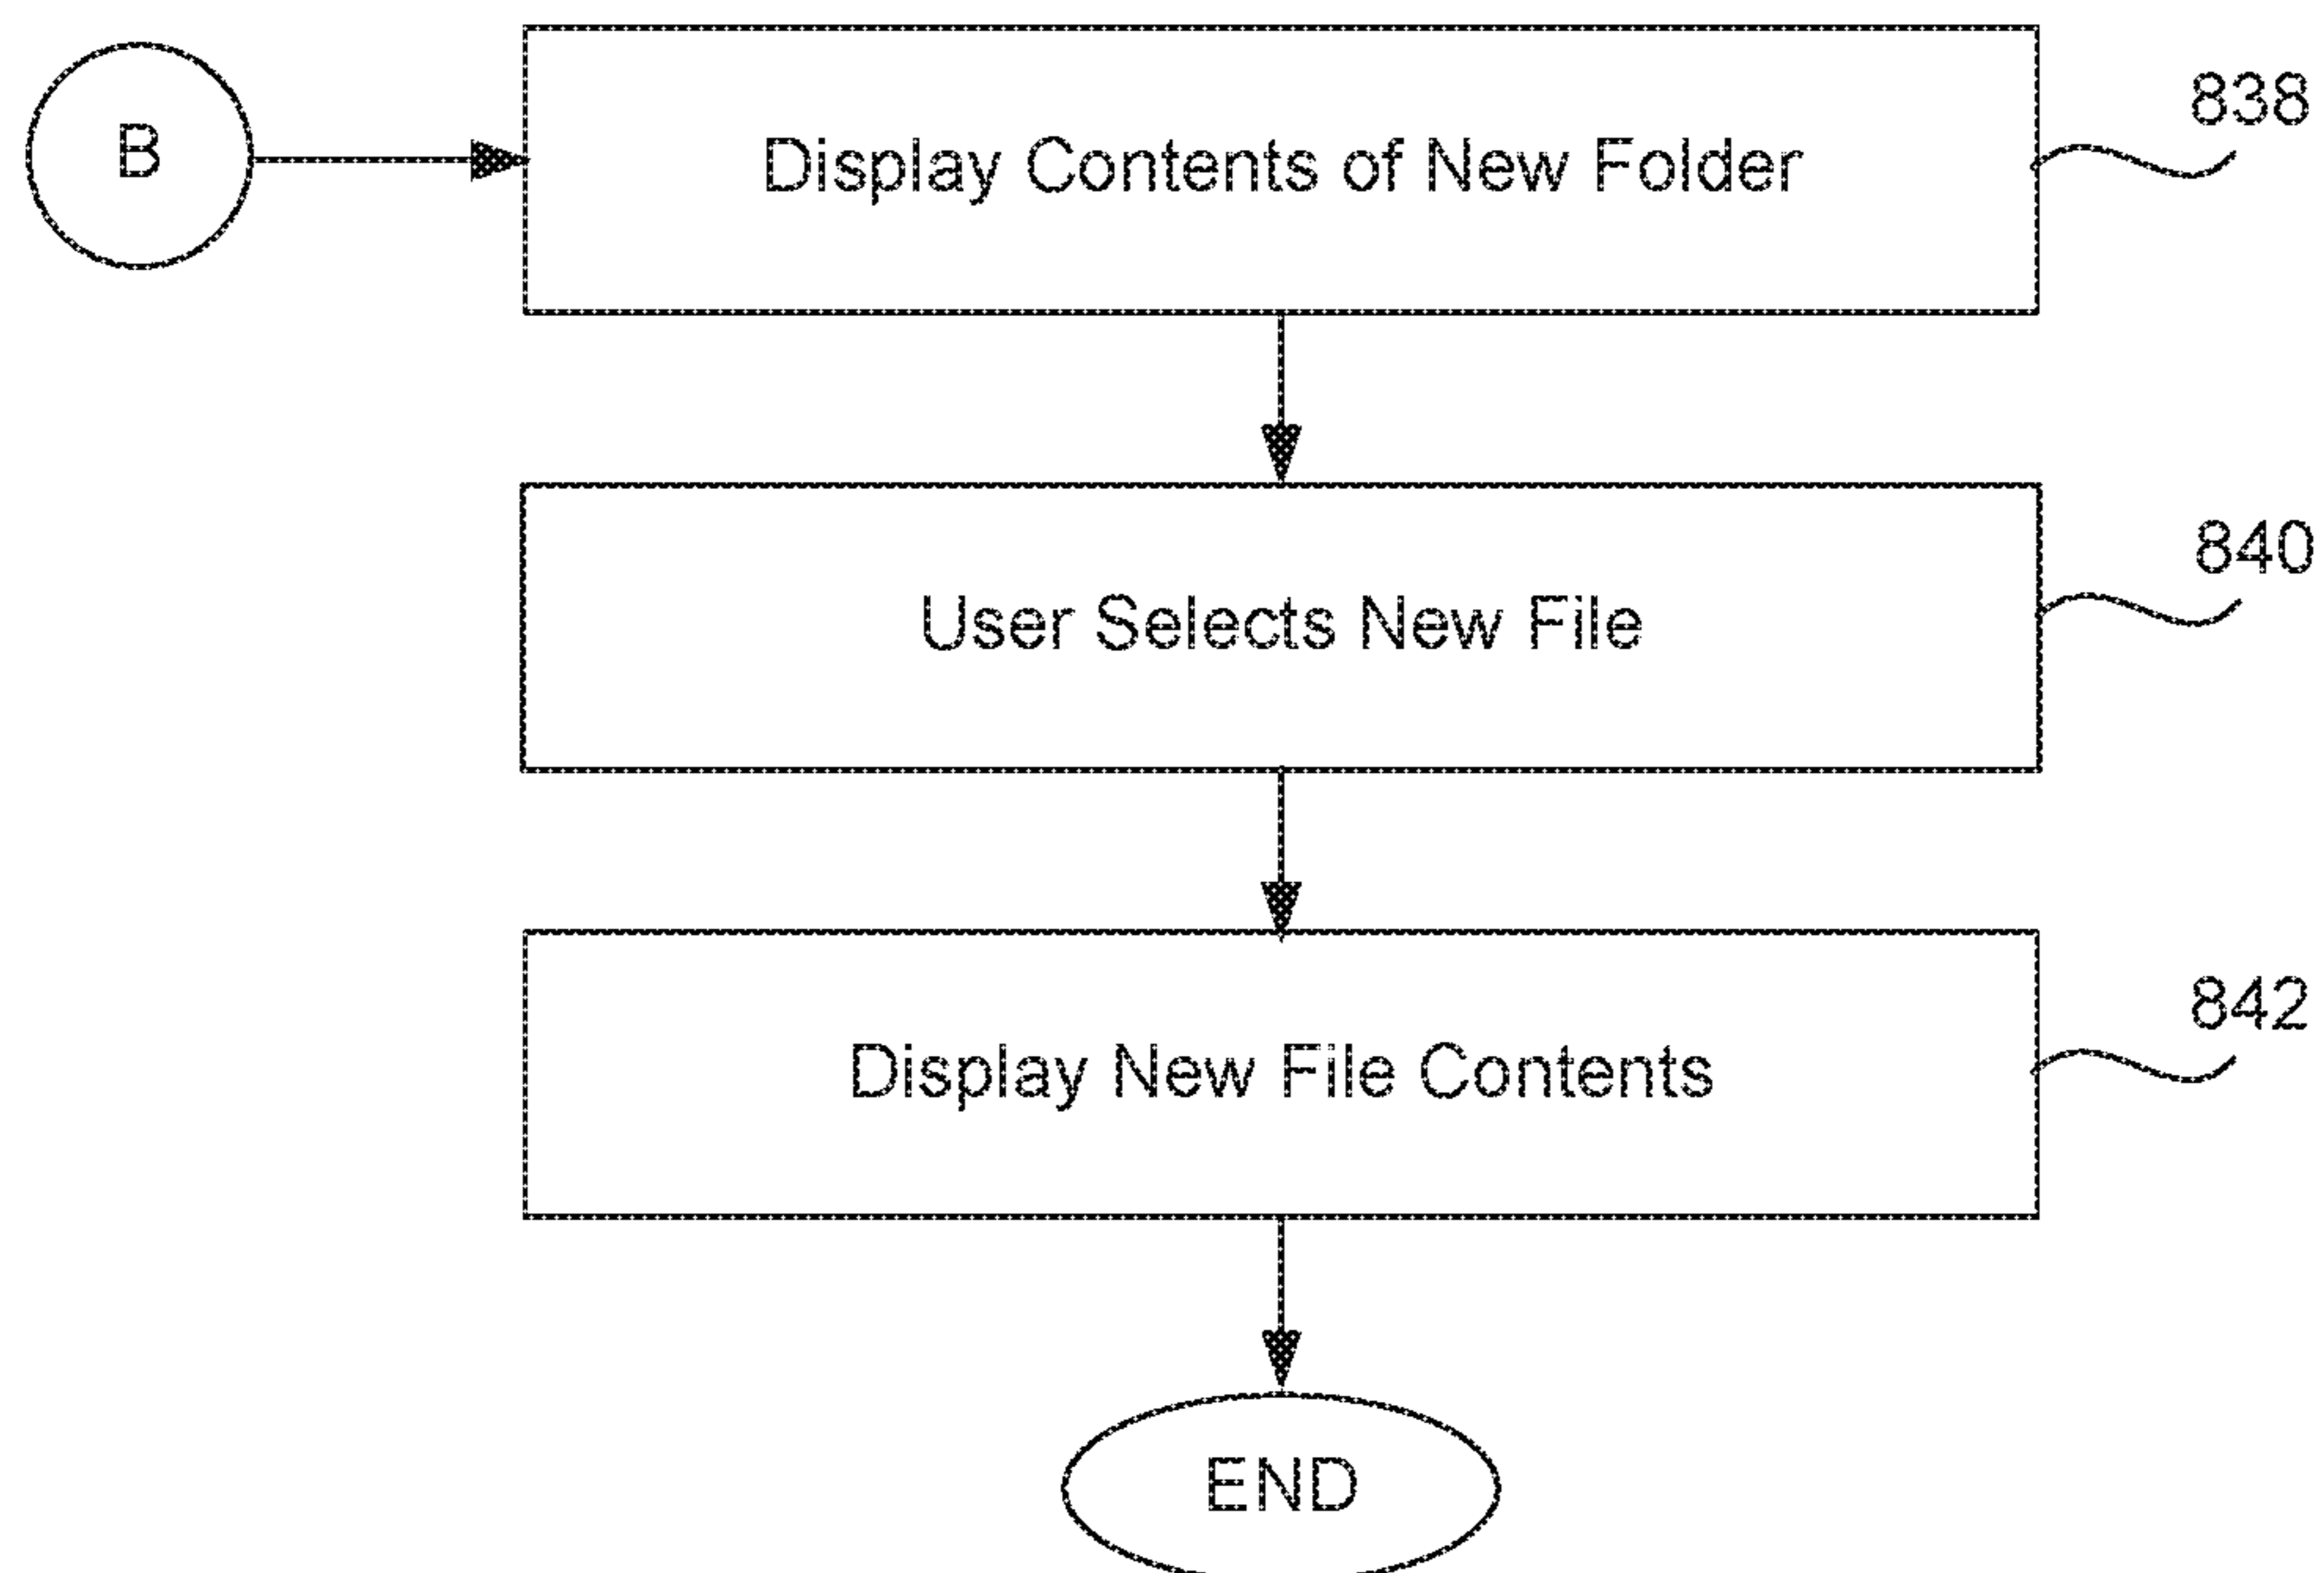 B
Display Contents of New Folder
838
User Selects New File
840
Display New File Contents
842
END